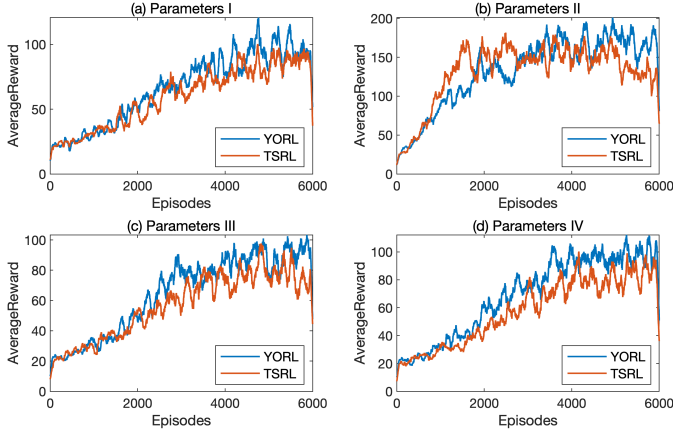 (a) Parameters I
AverageReward
100
50
0
0 2000 4000 6000
Episodes
YORL
TSRL
(b) Parameters II
AverageReward
200
150
100
50
0
0 2000 4000 6000
Episodes
YORL
TSRL
(c) Parameters III
AverageReward
100
80
60
40
20
0
0 2000 4000 6000
Episodes
YORL
TSRL
(d) Parameters IV
AverageReward
100
80
60
40
20
0
0 2000 4000 6000
Episodes
YORL
TSRL